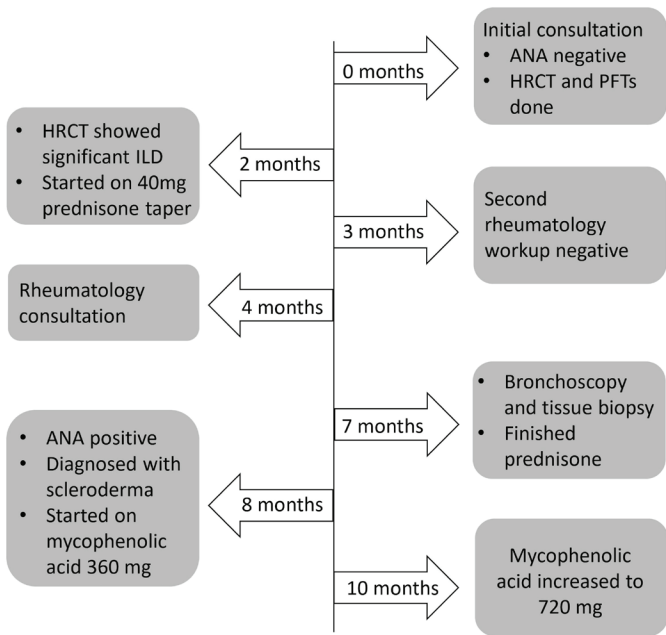 Initial consultation
• ANA negative
• HRCT and PFTs
done
0 months
• HRCT showed
significant ILD
• Started on 40mg
prednisone taper
2 months
3 months
Second
rheumatology
workup negative
Rheumatology
consultation
4 months
• Bronchoscopy
and tissue biopsy
• Finished
prednisone
7 months
• ANA positive
• Diagnosed with
scleroderma
• Started on
mycophenolic
acid 360 mg
8 months
10 months
Mycophenolic
acid increased to
720 mg